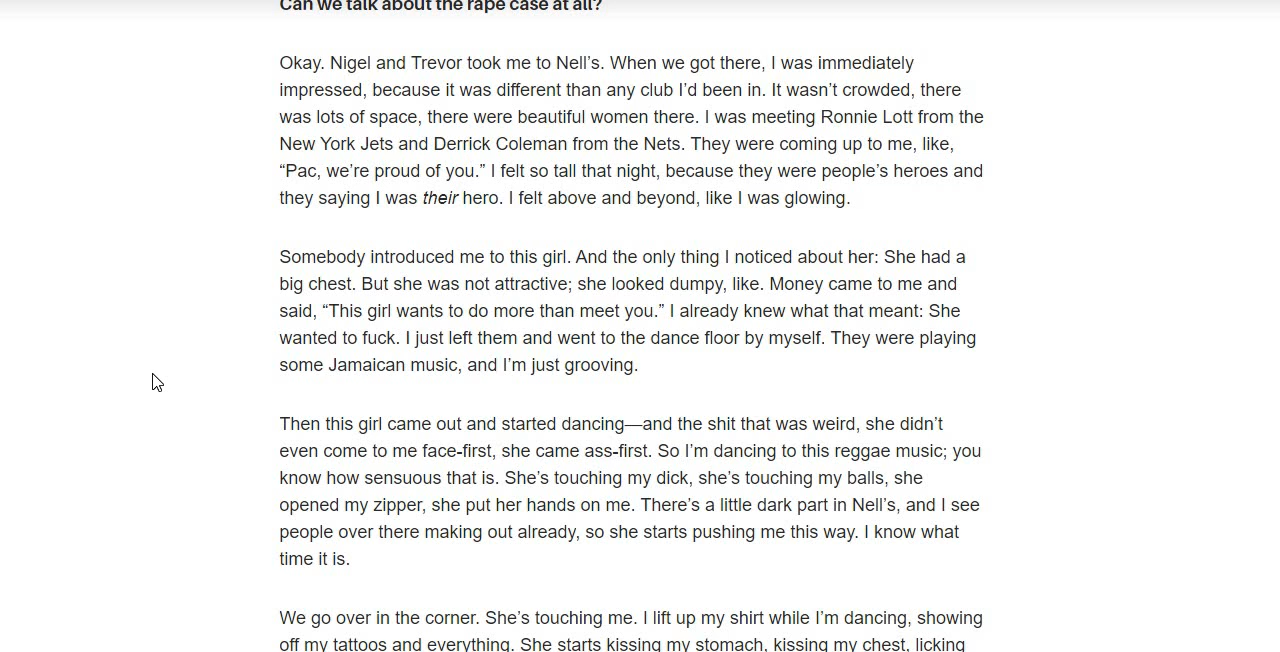 Can we talk about the rape case at all?
Okay. Nigel and Trevor took me to Nell’s. When we got there, I was immediately
impressed, because it was different than any club I’d been in. It wasn’t crowded, there
was lots of space, there were beautiful women there. I was meeting Ronnie Lott from the
New York Jets and Derrick Coleman from the Nets. They were coming up to me, like,
“Pac, we’re proud of you.” I felt so tall that night, because they were people’s heroes and
they saying I was their hero. I felt above and beyond, like I was glowing.
Somebody introduced me to this girl. And the only thing I noticed about her: She had a
big chest. But she was not attractive; she looked dumpy, like. Money came to me and
said, “This girl wants to do more than meet you.” I already knew what that meant: She
wanted to fuck. I just left them and went to the dance floor by myself. They were playing
some Jamaican music, and I’m just grooving.
Then this girl came out and started dancing—and the shit that was weird, she didn’t
even come to me face-first, she came ass-first. So I’m dancing to this reggae music; you
know how sensuous that is. She’s touching my dick, she’s touching my balls, she
opened my zipper, she put her hands on me. There’s a little dark part in Nell’s, and I see
people over there making out already, so she starts pushing me this way. I know what
time it is.
We go over in the corner. She’s touching me. I lift up my shirt while I’m dancing, showing
off my tattoos and everything. She starts kissing my stomach, kissing my chest, licking